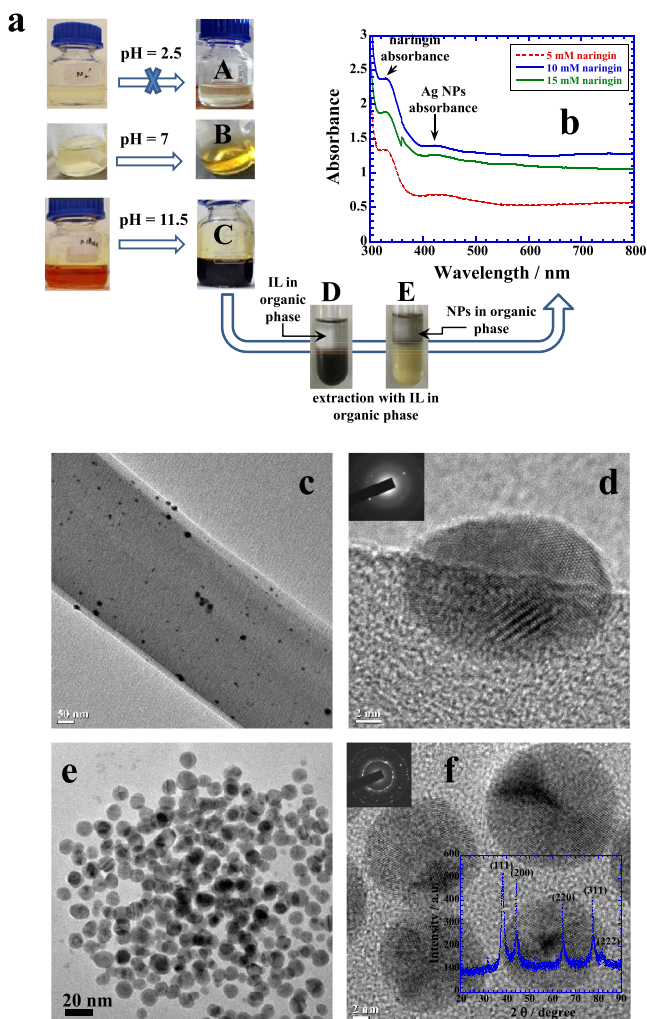 a
pH = 2.5
A
pH = 7
B
pH = 11.5
C
naringin
absorbance
Ag NPs
absorbance
5 mM naringin
10 mM naringin
15 mM naringin
b
Absorbance
3
2.5
2
1.5
1
0.5
0
300 400 500 600 700 800
Wavelength / nm
IL in
organic
phase
D
E
NPs in organic
phase
extraction with IL in
organic phase
c
50 nm
d
2 nm
e
20 nm
f
2 nm
Intensity / a.u.
600
500
400
300
200
100
0
(111)
(200)
(220)
(311)
(222)
20 30 40 50 60 70 80 90
2 θ / degree